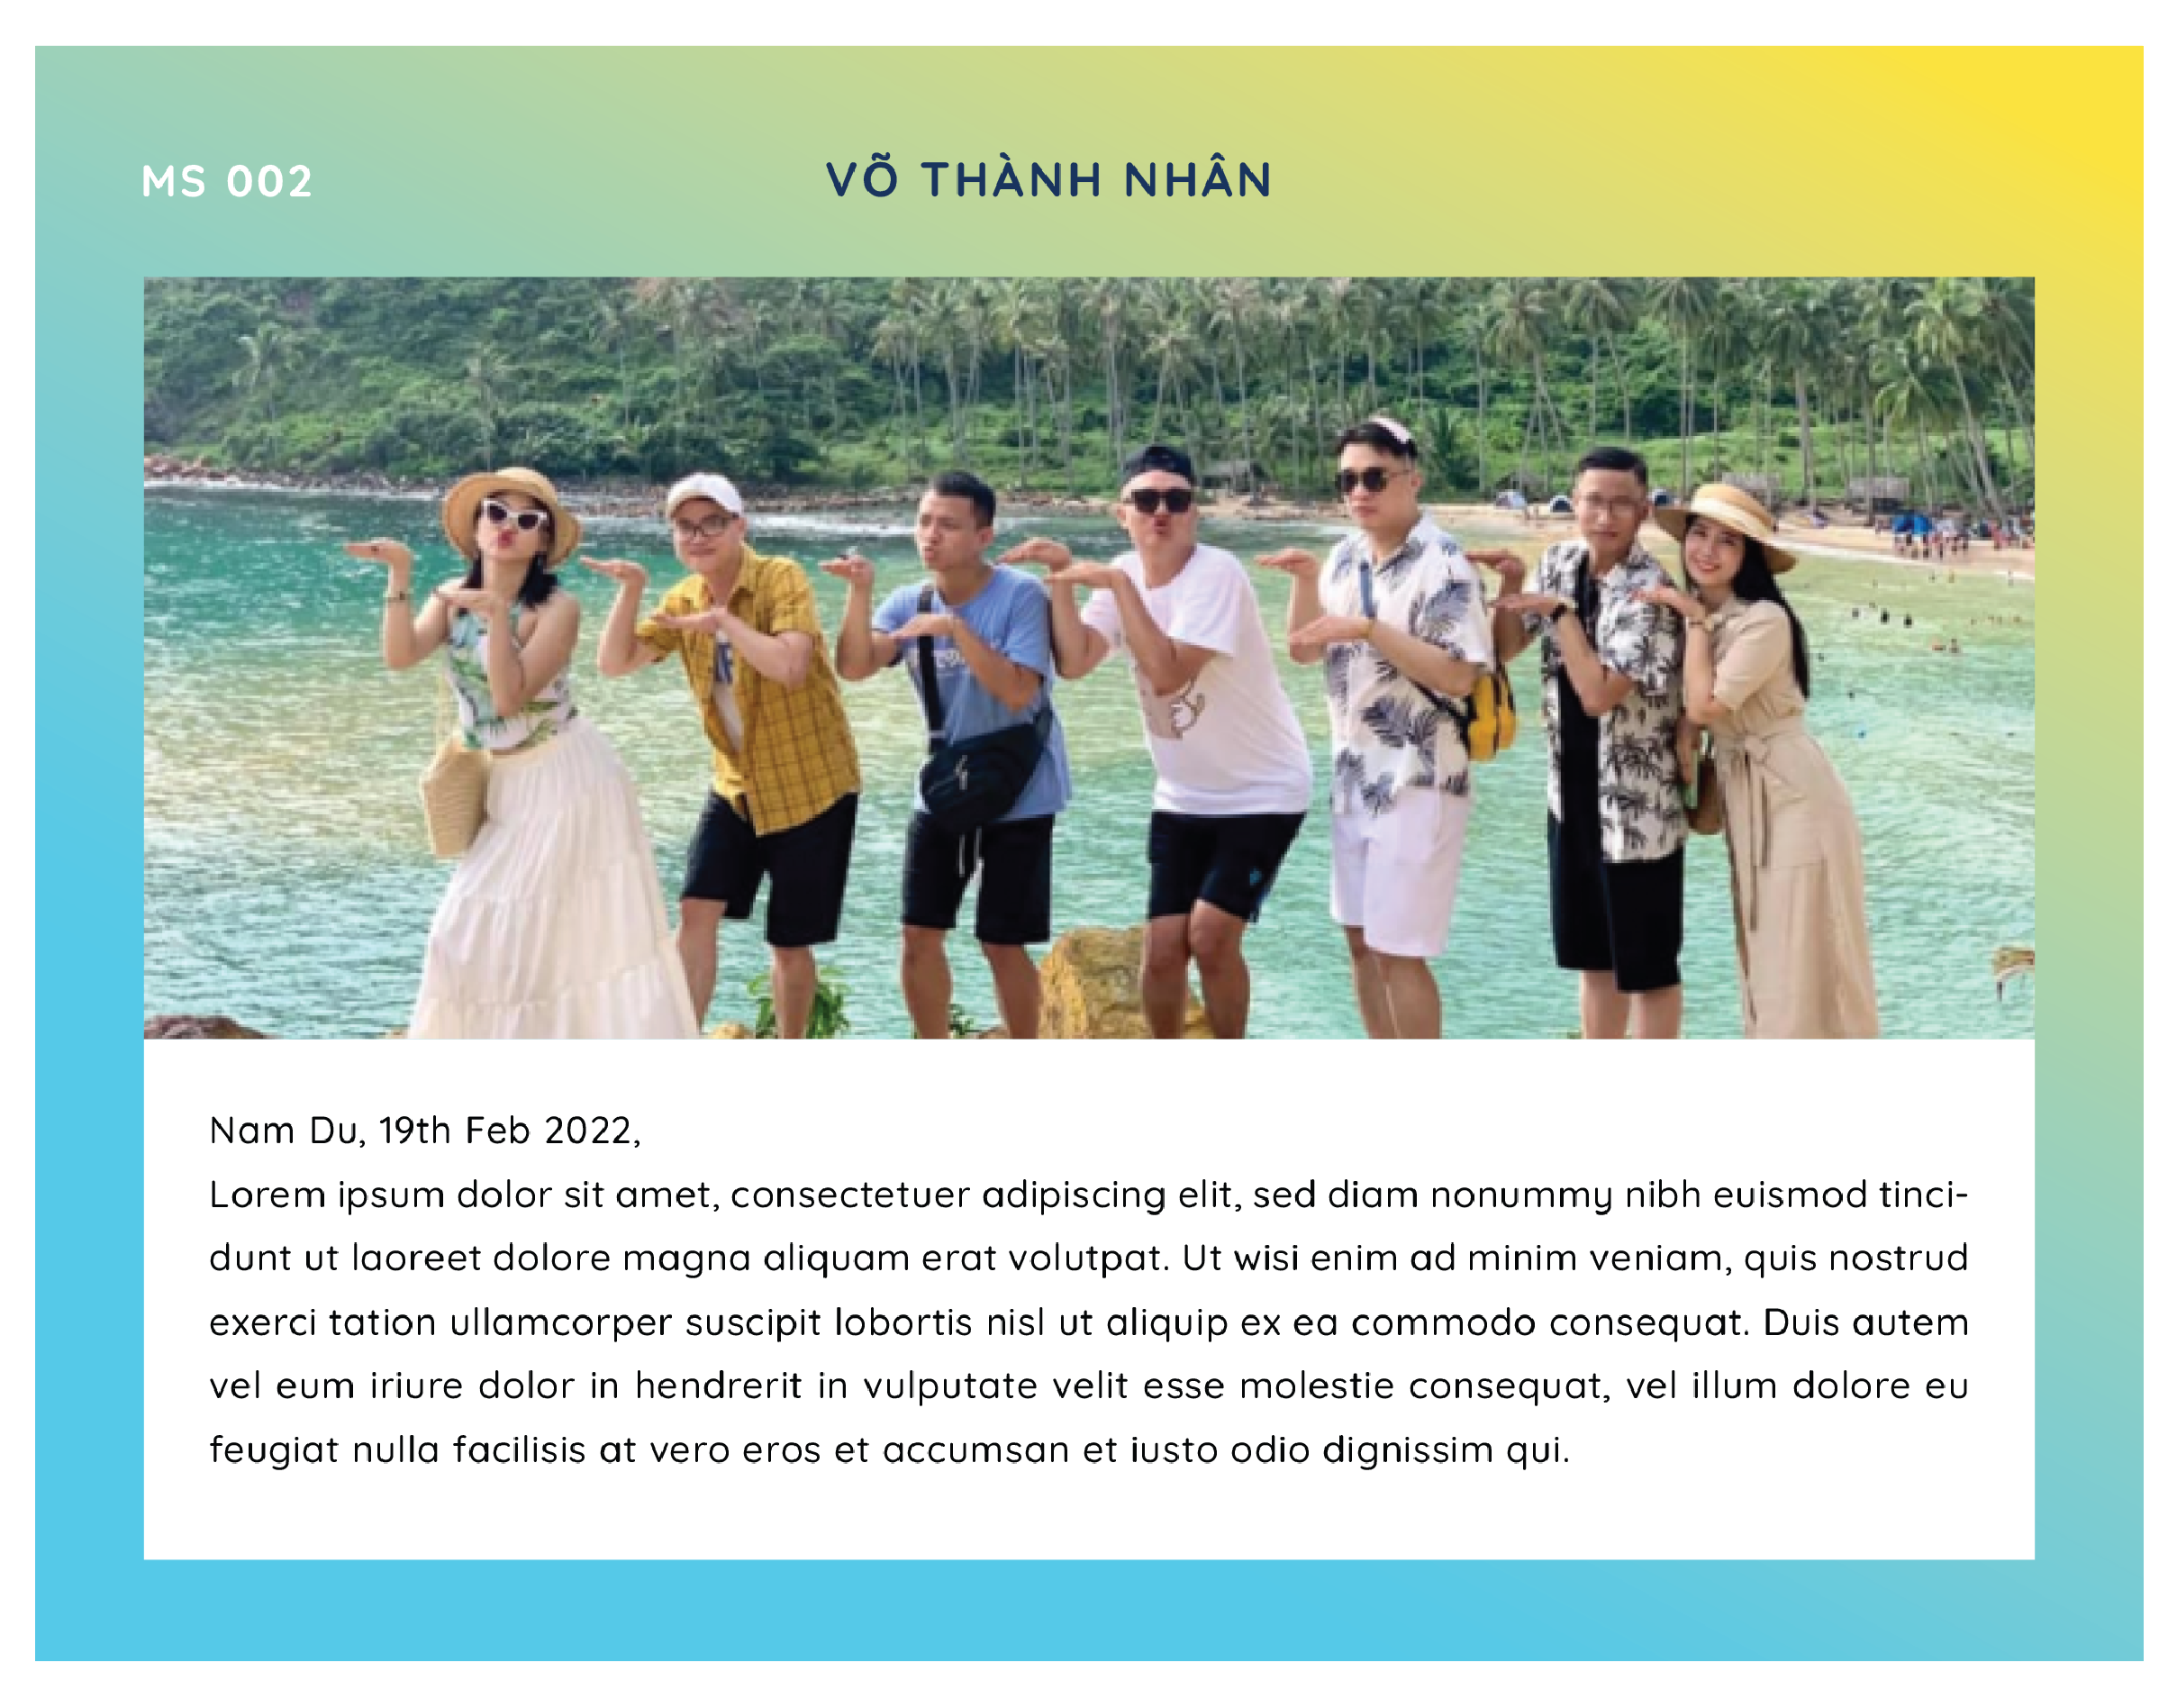 MS 002
VÕ THÀNH NHÂN
Nam Du, 19th Feb 2022,
Lorem ipsum dolor sit amet, consectetuer adipiscing elit, sed diam nonummy nibh euismod tinci-
dunt ut laoreet dolore magna aliquam erat volutpat. Ut wisi enim ad minim veniam, quis nostrud
exerci tation ullamcorper suscipit lobortis nisl ut aliquip ex ea commodo consequat. Duis autem
vel eum iriure dolor in hendrerit in vulputate velit esse molestie consequat, vel illum dolore eu
feugiat nulla facilisis at vero eros et accumsan et iusto odio dignissim qui.